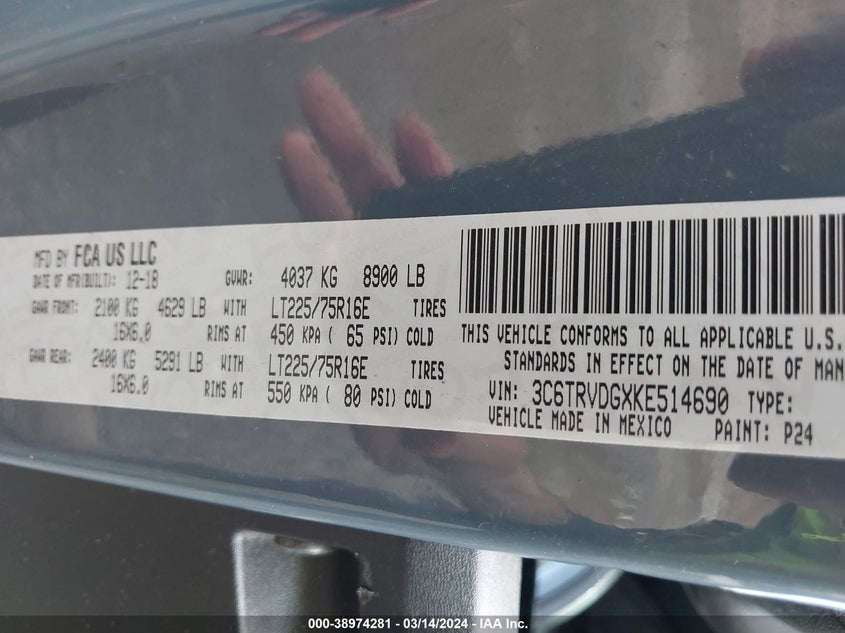 MFD BY FCA US LLC
DATE OF MFR(BUILT): 12-18 GVWR: 4037 KG 8900 LB
GAWR FRONT: 2100 KG 4629 LB WITH LT225/75R16E TIRES
16X6.0 RIMS AT 450 KPA ( 65 PSI) COLD
GAWR REAR: 2400 KG 5291 LB WITH LT225/75R16E TIRES
16X6.0 RIMS AT 550 KPA ( 80 PSI) COLD
THIS VEHICLE CONFORMS TO ALL APPLICABLE U.S.
STANDARDS IN EFFECT ON THE DATE OF MAN
VIN: 3C6TRVDGXKE514690 TYPE:
VEHICLE MADE IN MEXICO PAINT: P24
000-38974281 - 03/14/2024 - IAA Inc.